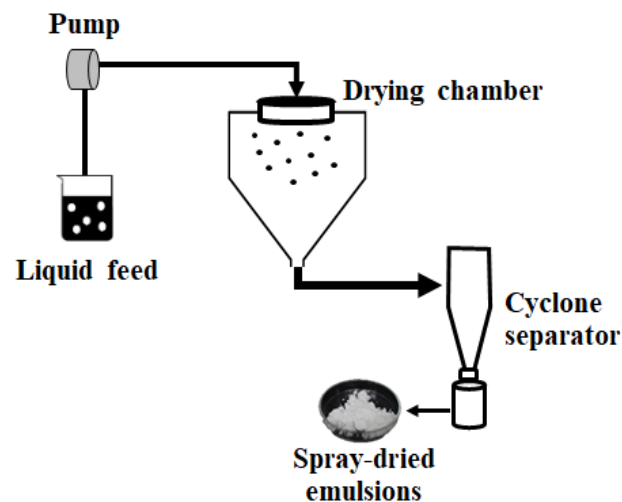 Pump
Drying chamber
Liquid feed
Cyclone
separator
Spray-dried
emulsions